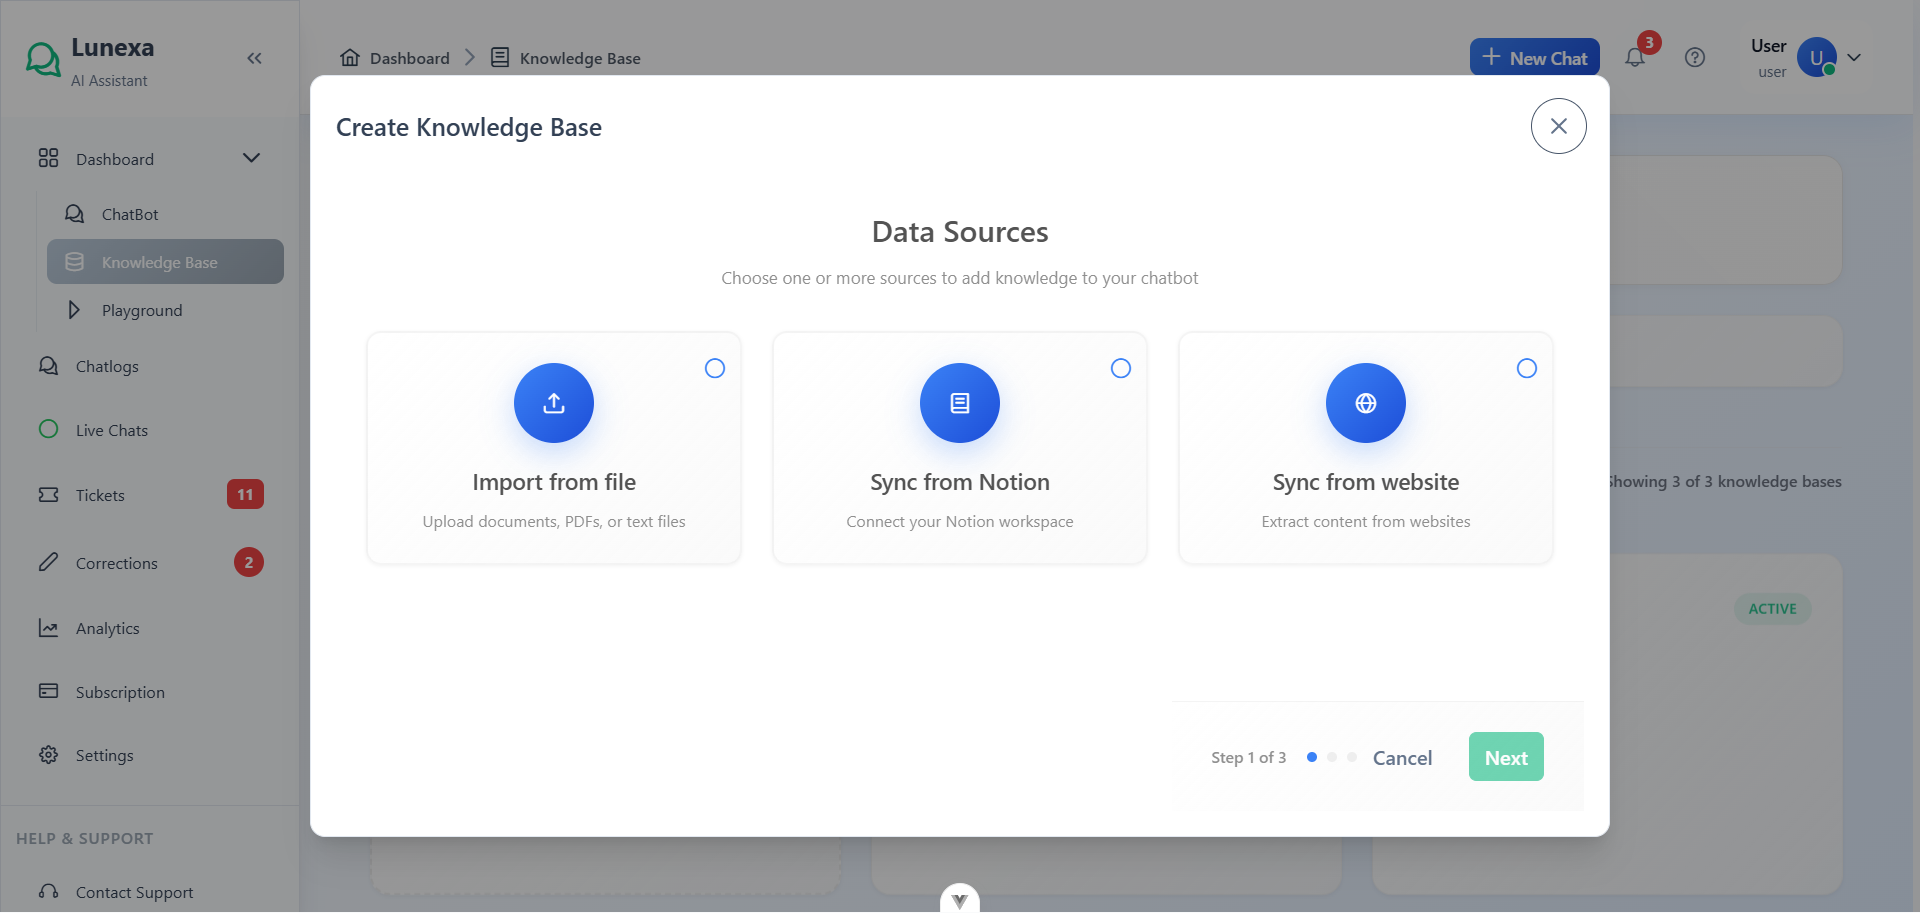 Lunexa
AI Assistant
Dashboard
ChatBot
Knowledge Base
Playground
Chatlogs
Live Chats
Tickets
11
Corrections
2
Analytics
Subscription
Settings
HELP & SUPPORT
Contact Support
Dashboard
Knowledge Base
New Chat
3
User
user
U
Create Knowledge Base
Data Sources
Choose one or more sources to add knowledge to your chatbot
Import from file
Upload documents, PDFs, or text files
Sync from Notion
Connect your Notion workspace
Sync from website
Extract content from websites
Showing 3 of 3 knowledge bases
ACTIVE
Step 1 of 3
Cancel
Next